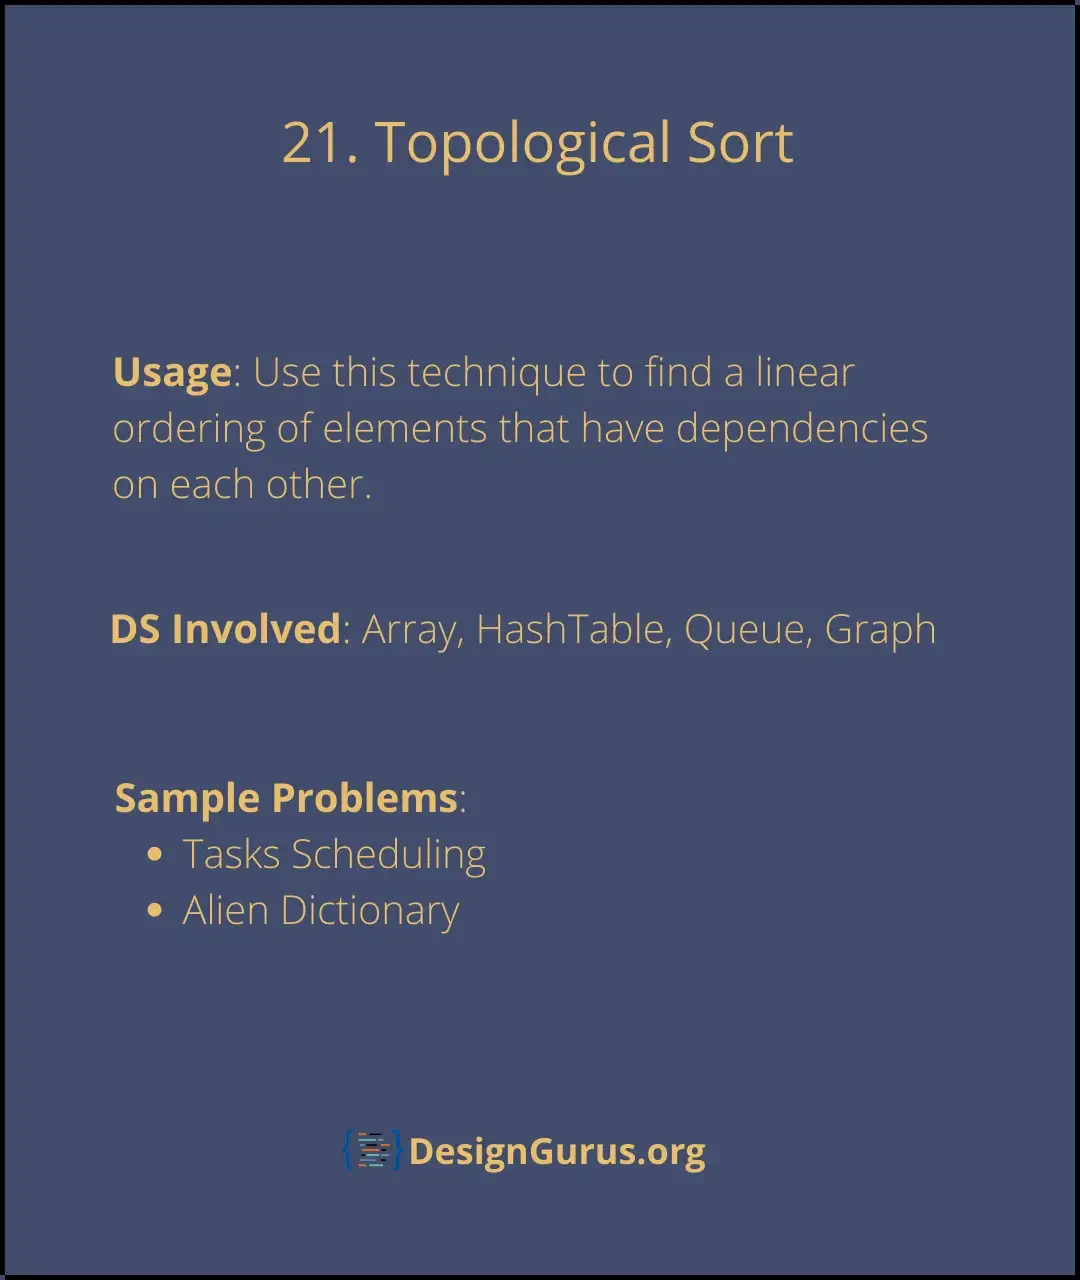 21. Topological Sort
Usage: Use this technique to find a linear
ordering of elements that have dependencies
on each other.
DS Involved: Array, HashTable, Queue, Graph
Sample Problems:
• Tasks Scheduling
• Alien Dictionary
DesignGurus.org